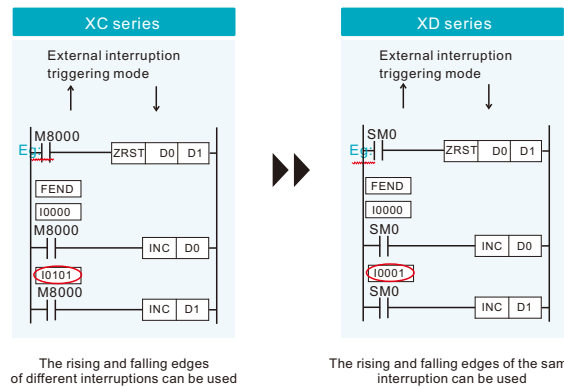 XC series
External interruption
triggering mode
M8000
Eg:
ZRST D0 D1
FEND
I0000
M8000
INC D0
I0101
M8000
INC D1
The rising and falling edges
of different interruptions can be used
XD series
External interruption
triggering mode
SM0
Eg:
ZRST D0 D1
FEND
I0000
SM0
INC D0
I0001
SM0
INC D1
The rising and falling edges of the sam
interruption can be used